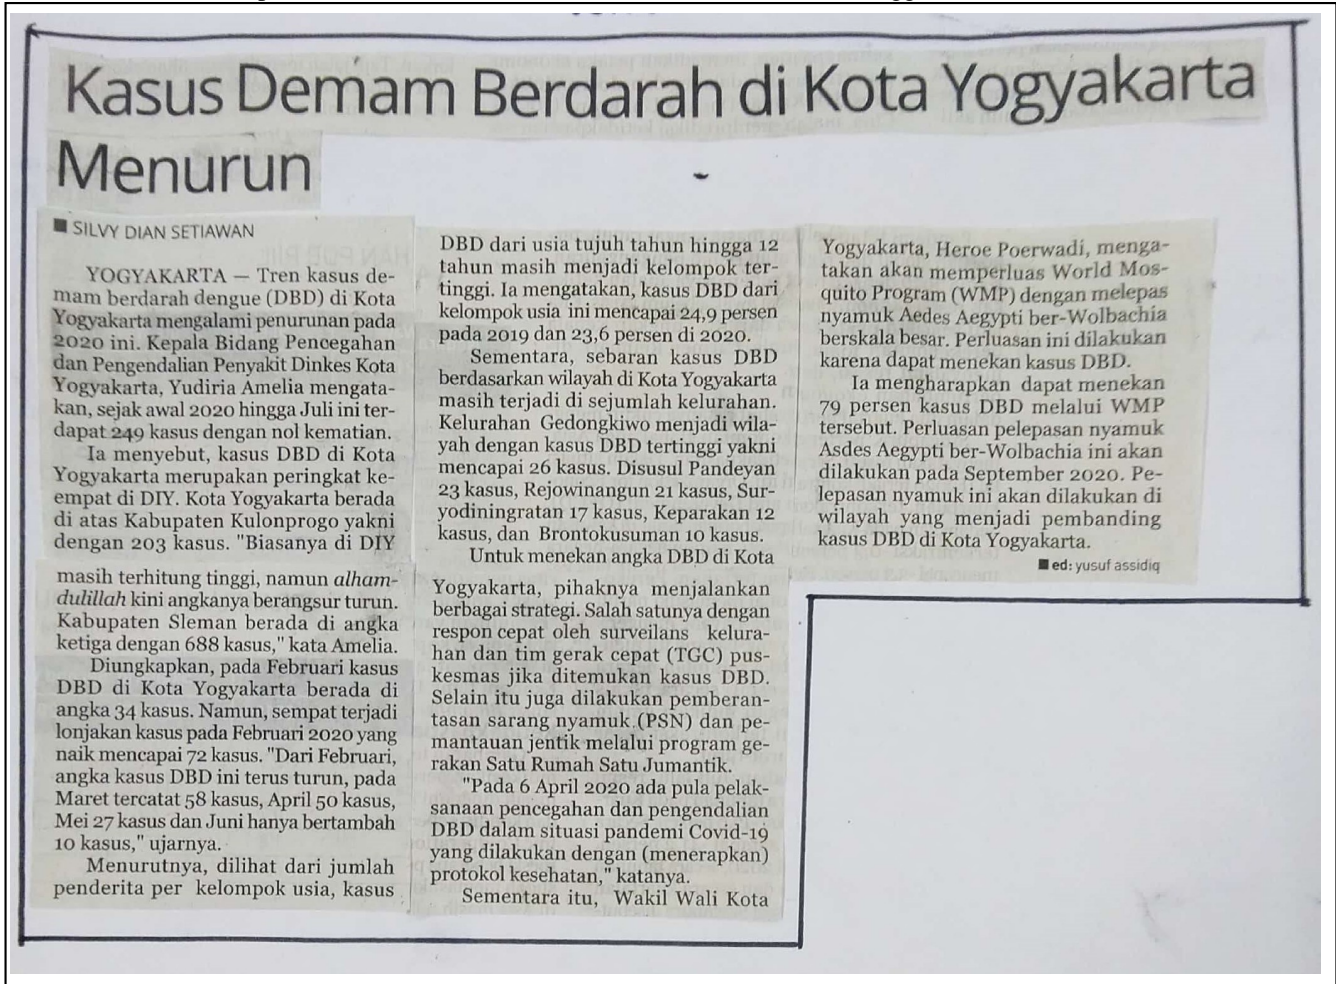 Kasus Demam Berdarah di Kota Yogyakarta
Menurun
■ SILVY DIAN SETIAWAN
YOGYAKARTA — Tren kasus de-
mam berdarah dengue (DBD) di Kota
Yogyakarta mengalami penurunan pada
2020 ini. Kepala Bidang Pencegahan
dan Pengendalian Penyakit Dinkes Kota
Yogyakarta, Yudiria Amelia mengata-
kan, sejak awal 2020 hingga Juli ini ter-
dapat 249 kasus dengan nol kematian.
Ia menyebut, kasus DBD di Kota
Yogyakarta merupakan peringkat ke-
empat di DIY. Kota Yogyakarta berada
di atas Kabupaten Kulonprogo yakni
dengan 203 kasus. "Biasanya di DIY
masih terhitung tinggi, namun alham-
dulillah kini angkanya berangsur turun.
Kabupaten Sleman berada di angka
ketiga dengan 688 kasus," kata Amelia.
Diungkapkan, pada Februari kasus
DBD di Kota Yogyakarta berada di
angka 34 kasus. Namun, sempat terjadi
lonjakan kasus pada Februari 2020 yang
naik mencapai 72 kasus. "Dari Februari,
angka kasus DBD ini terus turun, pada
Maret tercatat 58 kasus, April 50 kasus,
Mei 27 kasus dan Juni hanya bertambah
10 kasus," ujarnya.
Menurutnya, dilihat dari jumlah
penderita per kelompok usia, kasus
DBD dari usia tujuh tahun hingga 12
tahun masih menjadi kelompok ter-
tinggi. Ia mengatakan, kasus DBD dari
kelompok usia ini mencapai 24,9 persen
pada 2019 dan 23,6 persen di 2020.
Sementara, sebaran kasus DBD
berdasarkan wilayah di Kota Yogyakarta
masih terjadi di sejumlah kelurahan.
Kelurahan Gedongkiwo menjadi wila-
yah dengan kasus DBD tertinggi yakni
mencapai 26 kasus. Disusul Pandeyan
23 kasus, Rejowinangun 21 kasus, Sur-
yodiningratan 17 kasus, Keparakan 12
kasus, dan Brontokusuman 10 kasus.
Untuk menekan angka DBD di Kota
Yogyakarta, pihaknya menjalankan
berbagai strategi. Salah satunya dengan
respon cepat oleh surveilans kelura-
han dan tim gerak cepat (TGC) pus-
kesmas jika ditemukan kasus DBD.
Selain itu juga dilakukan pemberan-
tasan sarang nyamuk (PSN) dan pe-
mantauan jentik melalui program ge-
rakan Satu Rumah Satu Jumantik.
"Pada 6 April 2020 ada pula pelak-
sanaan pencegahan dan pengendalian
DBD dalam situasi pandemi Covid-19
yang dilakukan dengan (menerapkan)
protokol kesehatan," katanya.
Sementara itu, Wakil Wali Kota
Yogyakarta, Heroe Poerwadi, menga-
takan akan memperluas World Mos-
quito Program (WMP) dengan melepas
nyamuk Aedes Aegypti ber-Wolbachia
berskala besar. Perluasan ini dilakukan
karena dapat menekan kasus DBD.
Ia mengharapkan dapat menekan
79 persen kasus DBD melalui WMP
tersebut. Perluasan pelepasan nyamuk
Asdes Aegypti ber-Wolbachia ini akan
dilakukan pada September 2020. Pe-
lepasan nyamuk ini akan dilakukan di
wilayah yang menjadi pembanding
kasus DBD di Kota Yogyakarta.
■ ed: yusuf assidiq